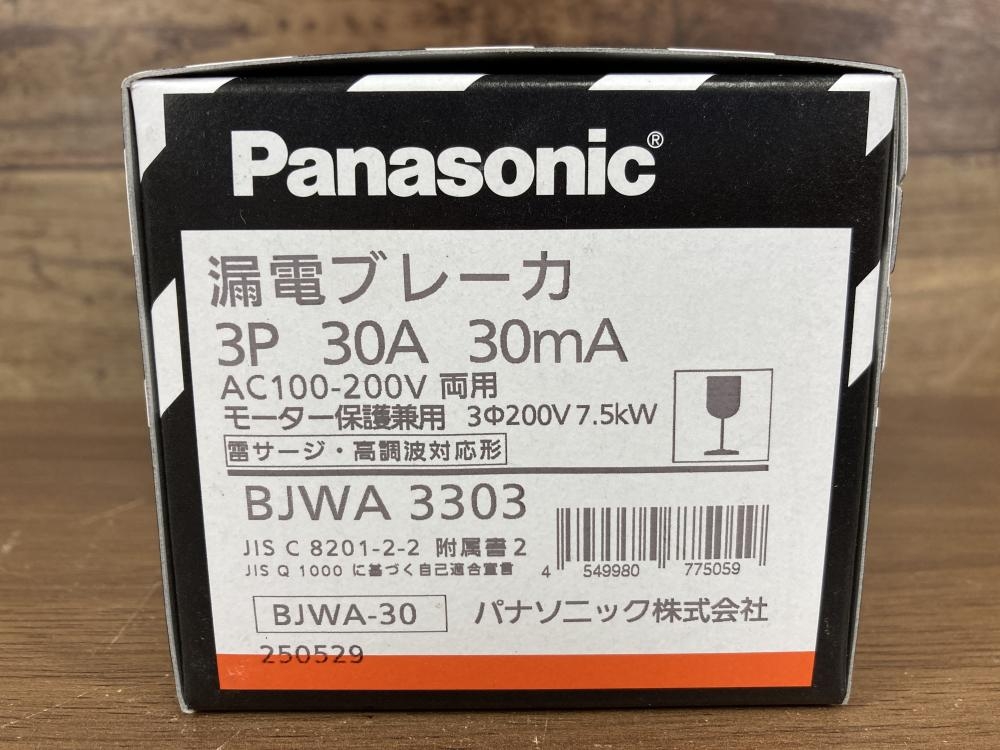 Panasonic®
漏電ブレーカ
3P 30A 30mA
AC100-200V 両用
モーター保護兼用 3Φ200V7.5kW
雷サージ・高調波対応形
BJWA 3303
JIS C 8201-2-2 附属書2
JIS Q 1000 に基づく自己適合宣言
4 549980 775059
BJWA-30 パナソニック株式会社
250529